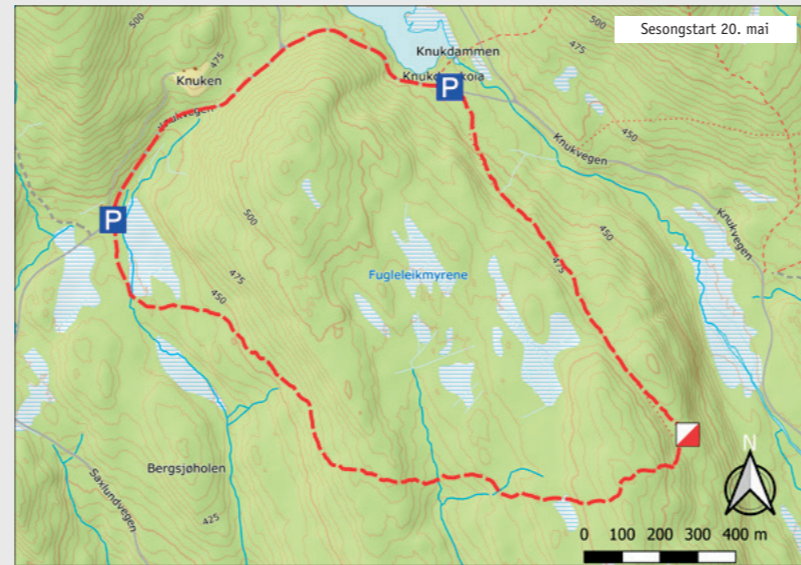 Sesongstart 20. mai
500
500
475
475
Knukdammen
Knuken
P
Knukvegen
450
Knukvegen
P
Knukvegen
500
450
475
475
Fugleleikmyrene
450
Bergsjøholen
Saxlundvegen
425
N
0 100 200 300 400 m